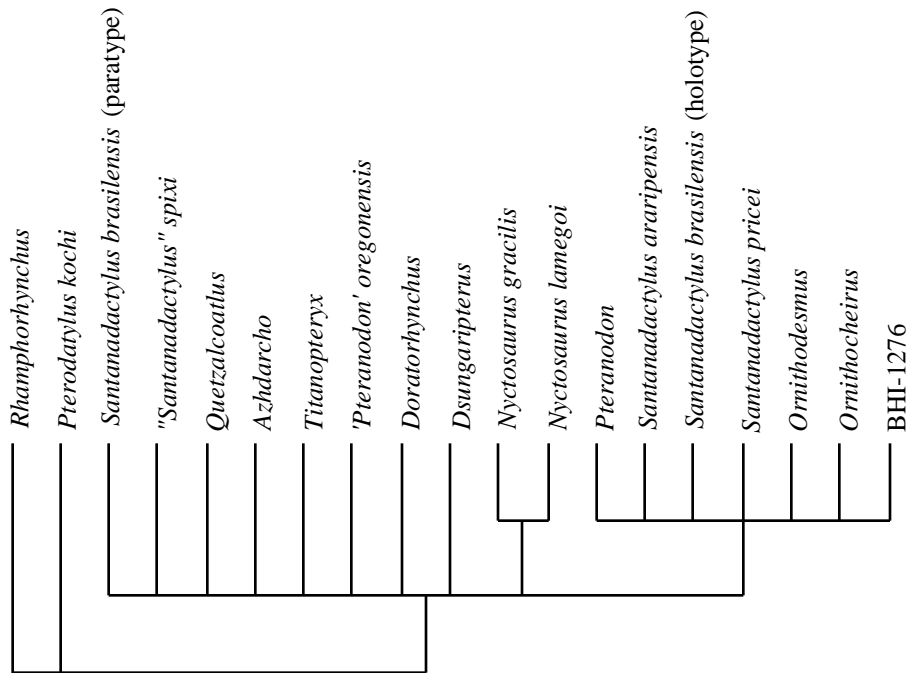 Rhamphorhynchus
Pterodatylus kochi
Santanadactylus brasilensis (paratype)
"Santanadactylus" spixi
Quetzalcoatlus
Azhdarcho
Titanopteryx
'Pteranodon' oregonensis
Doratorhynchus
Dsungaripterus
Nyctosaurus gracilis
Nyctosaurus lamegoi
Pteranodon
Santanadactylus araripensis
Santanadactylus brasilensis (holotype)
Santanadactylus pricei
Ornithodesmus
Ornithocheirus
BHI-1276